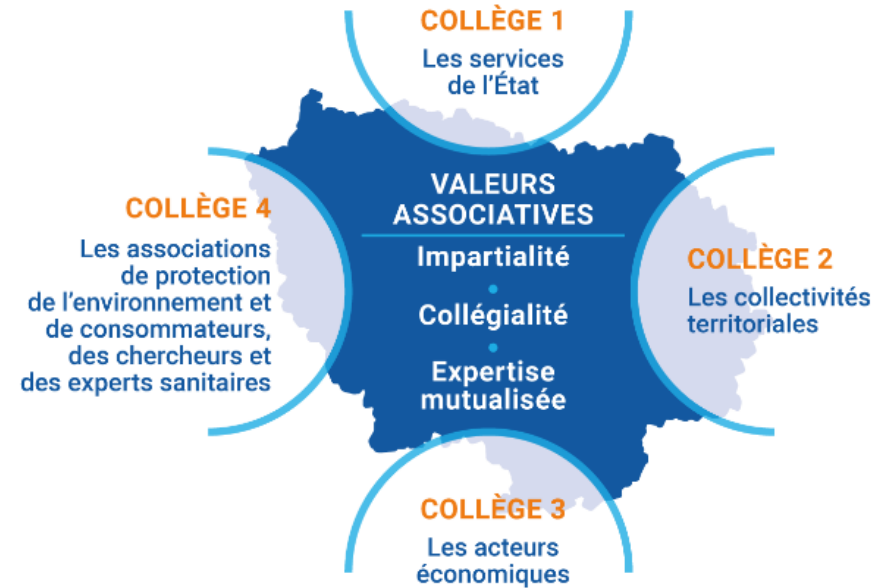 COLLÈGE 1
Les services
de l'État
VALEURS
ASSOCIATIVES
Impartialité
Collégialité
Expertise
mutualisée
COLLÈGE 4
Les associations
de protection
de l'environnement et
de consommateurs,
des chercheurs et
des experts sanitaires
COLLÈGE 2
Les collectivités
territoriales
COLLÈGE 3
Les acteurs
économiques